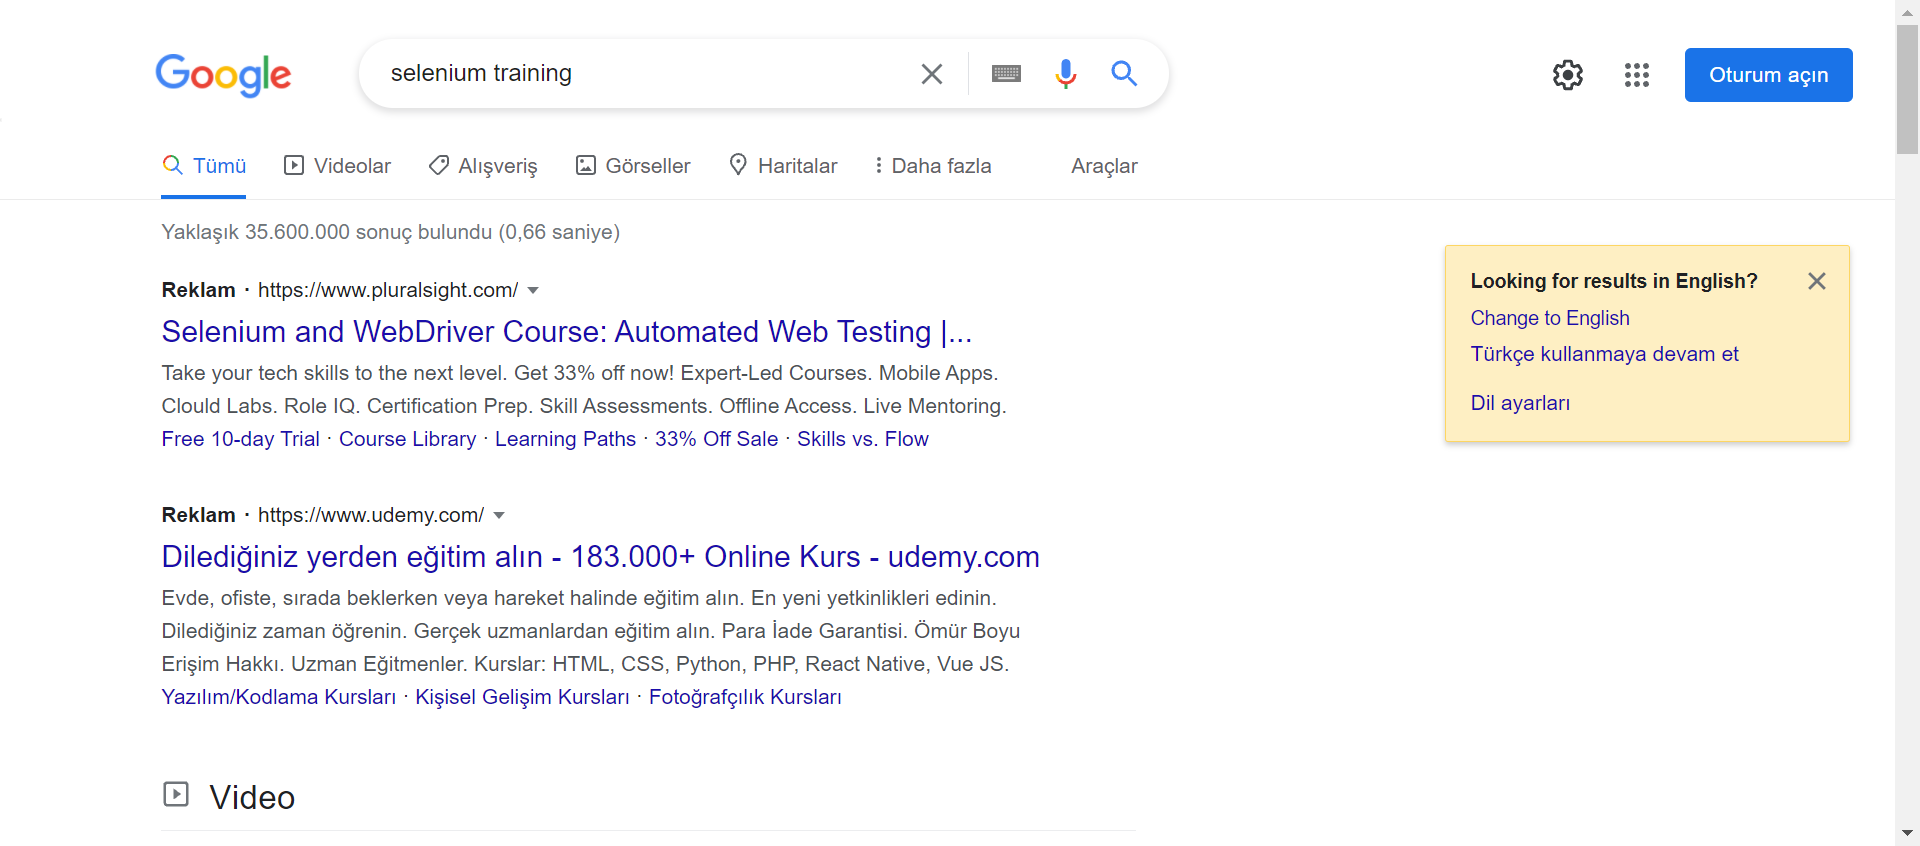 Google
selenium training
Oturum açın
Tümü
Videolar
Alışveriş
Görseller
Haritalar
Daha fazla
Araçlar
Yaklaşık 35.600.000 sonuç bulundu (0,66 saniye)
Reklam · https://www.pluralsight.com/
Selenium and WebDriver Course: Automated Web Testing |...
Take your tech skills to the next level. Get 33% off now! Expert-Led Courses. Mobile Apps.
Clould Labs. Role IQ. Certification Prep. Skill Assessments. Offline Access. Live Mentoring.
Free 10-day Trial · Course Library · Learning Paths · 33% Off Sale · Skills vs. Flow
Reklam · https://www.udemy.com/
Dilediğiniz yerden eğitim alın - 183.000+ Online Kurs - udemy.com
Evde, ofiste, sırada beklerken veya hareket halinde eğitim alın. En yeni yetkinlikleri edinin.
Dilediğiniz zaman öğrenin. Gerçek uzmanlardan eğitim alın. Para İade Garantisi. Ömür Boyu
Erişim Hakkı. Uzman Eğitmenler. Kurslar: HTML, CSS, Python, PHP, React Native, Vue JS.
Yazılım/Kodlama Kursları · Kişisel Gelişim Kursları · Fotoğrafçılık Kursları
Video
Looking for results in English?
Change to English
Türkçe kullanmaya devam et
Dil ayarları